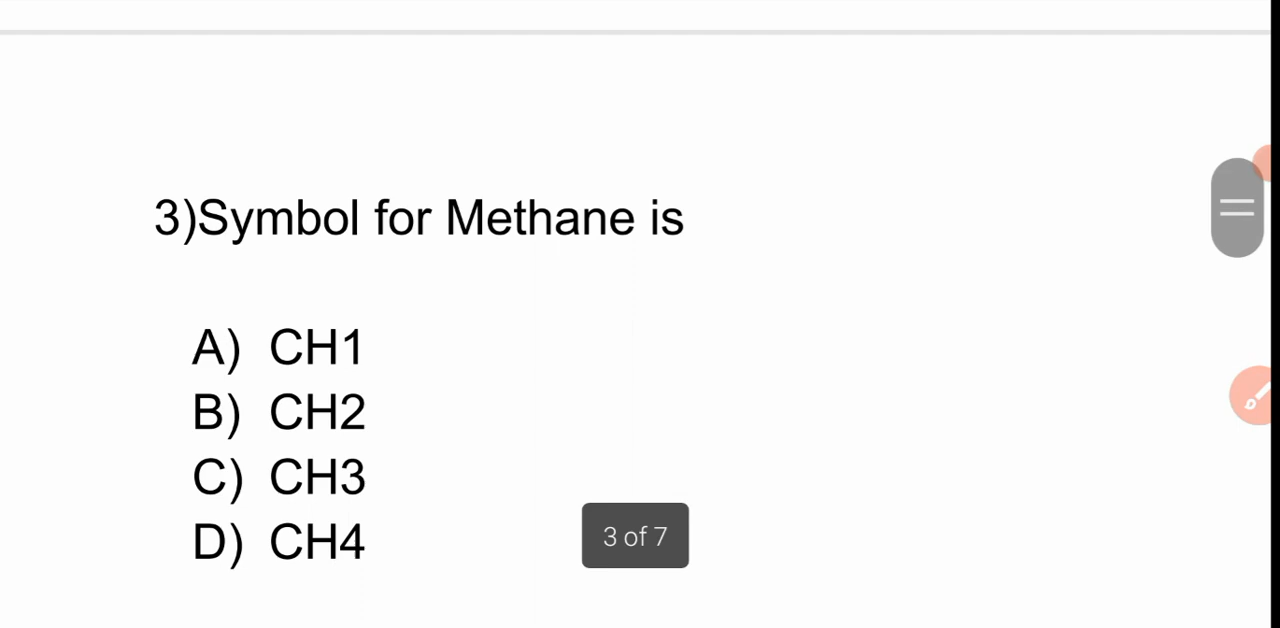 3)Symbol for Methane is
A) CH1
B) CH2
C) CH3
D) CH4
3 of 7